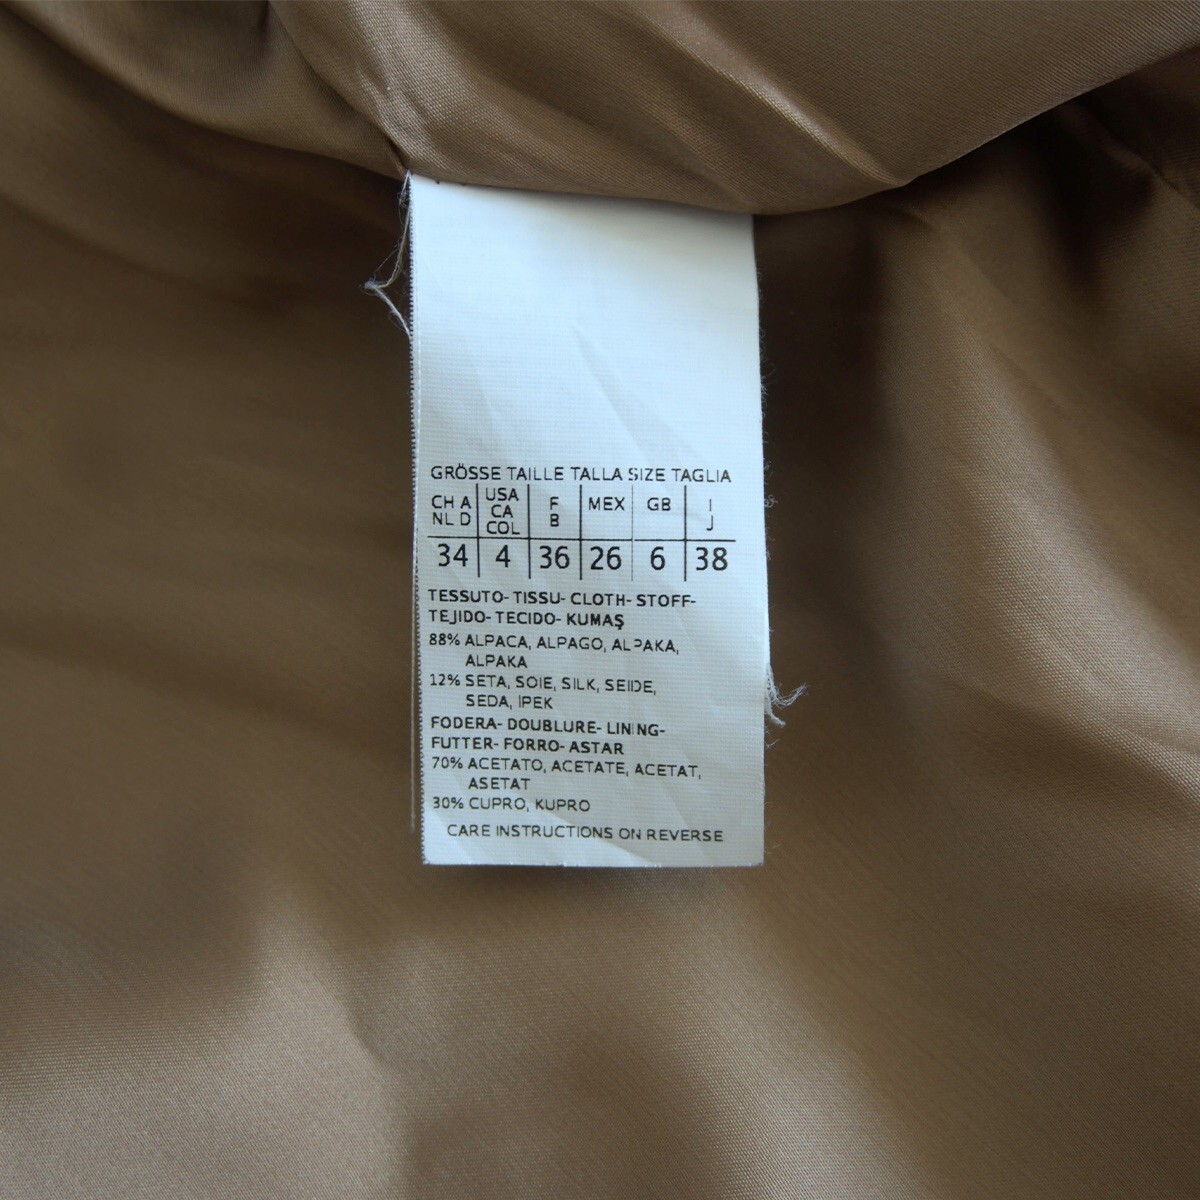 GRÖSSE TAILLE TALLA SIZE TAGLIA
CH A NL D USA CA COL F B MEX GB I J
34 4 36 26 6 38
TESSUTO- TISSU- CLOTH- STOFF-
TEJIDO- TECIDO- KUMAŞ
88% ALPACA, ALPAGO, ALPAKA,
ALPAKA
12% SETA, SOIE, SILK, SEIDE,
SEDA, IPEK
FODERA- DOUBLURE- LINING-
FUTTER- FORRO- ASTAR
70% ACETATO, ACETATE, ACETAT,
ASETAT
30% CUPRO, KUPRO
CARE INSTRUCTIONS ON REVERSE